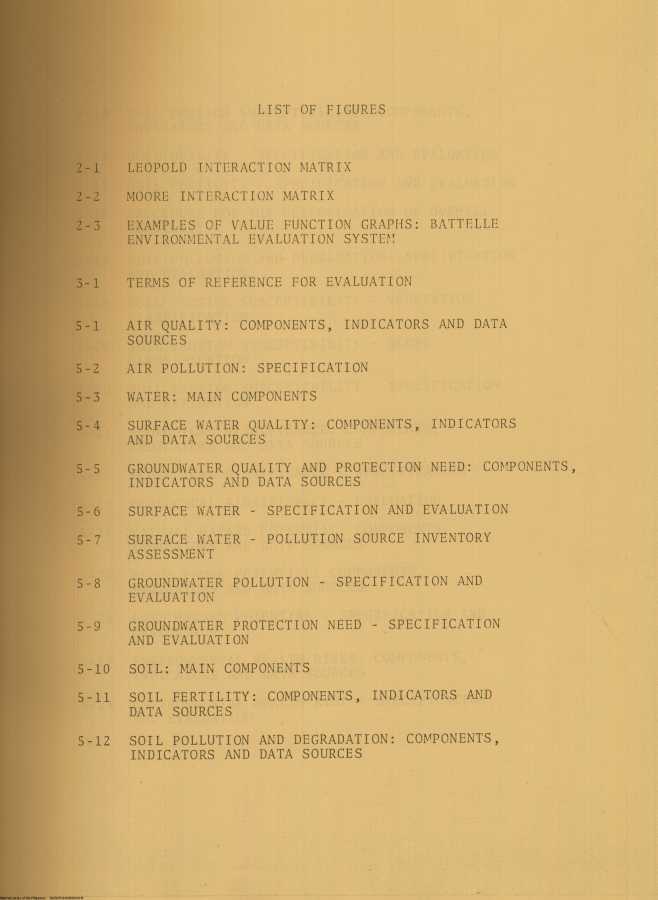 LIST OF FIGURES
2-1 LEOPOLD INTERACTION MATRIX
2-2 MOORE INTERACTION MATRIX
2-3 EXAMPLES OF VALUE FUNCTION GRAPHS: BATTELLE
ENVIRONMENTAL EVALUATION SYSTEM
3-1 TERMS OF REFERENCE FOR EVALUATION
5-1 AIR QUALITY: COMPONENTS, INDICATORS AND DATA
SOURCES
5-2 AIR POLLUTION: SPECIFICATION
5-3 WATER: MAIN COMPONENTS
5-4 SURFACE WATER QUALITY: COMPONENTS, INDICATORS
AND DATA SOURCES
5-5 GROUNDWATER QUALITY AND PROTECTION NEED: COMPONENTS,
INDICATORS AND DATA SOURCES
5-6 SURFACE WATER - SPECIFICATION AND EVALUATION
5-7 SURFACE WATER - POLLUTION SOURCE INVENTORY
ASSESSMENT
5-8 GROUNDWATER POLLUTION - SPECIFICATION AND
EVALUATION
5-9 GROUNDWATER PROTECTION NEED - SPECIFICATION
AND EVALUATION
5-10 SOIL: MAIN COMPONENTS
5-11 SOIL FERTILITY: COMPONENTS, INDICATORS AND
DATA SOURCES
5-12 SOIL POLLUTION AND DEGRADATION: COMPONENTS,
INDICATORS AND DATA SOURCES